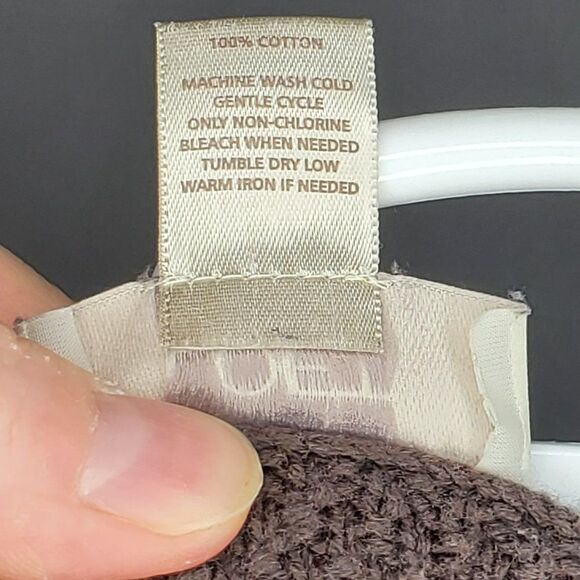 100% COTTON
MACHINE WASH COLD
GENTLE CYCLE
ONLY NON-CHLORINE
BLEACH WHEN NEEDED
TUMBLE DRY LOW
WARM IRON IF NEEDED